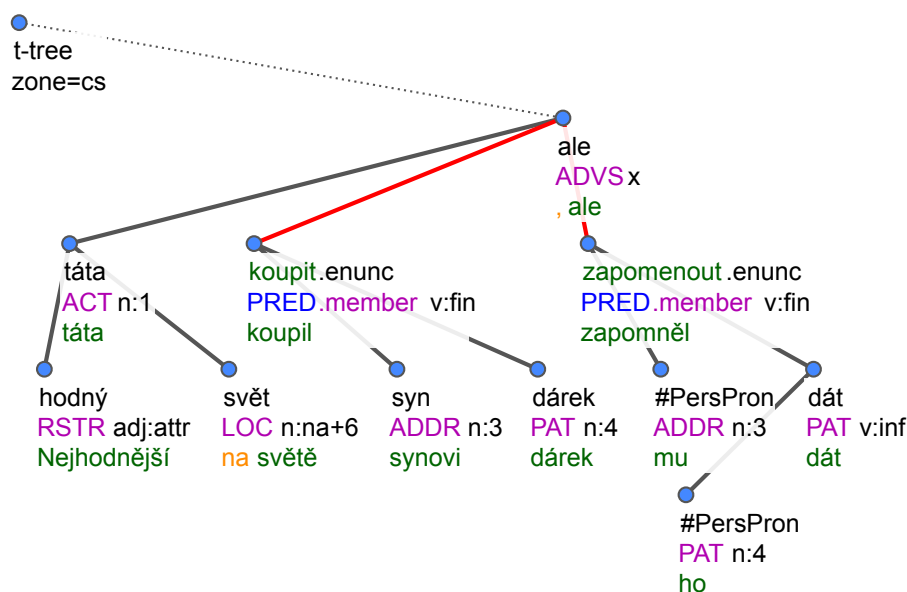 t-tree
zone=cs
ale
ADVS x
, ale
táta
ACT n:1
táta
koupit.enunc
PRED.member v:fin
koupil
zapomenout.enunc
PRED.member v:fin
zapomněl
hodný
RSTR adj:attr
Nejhodnější
svět
LOC n:na+6
na světě
syn
ADDR n:3
synovi
dárek
PAT n:4
dárek
#PersPron
ADDR n:3
mu
dát
PAT v:inf
dát
#PersPron
PAT n:4
ho